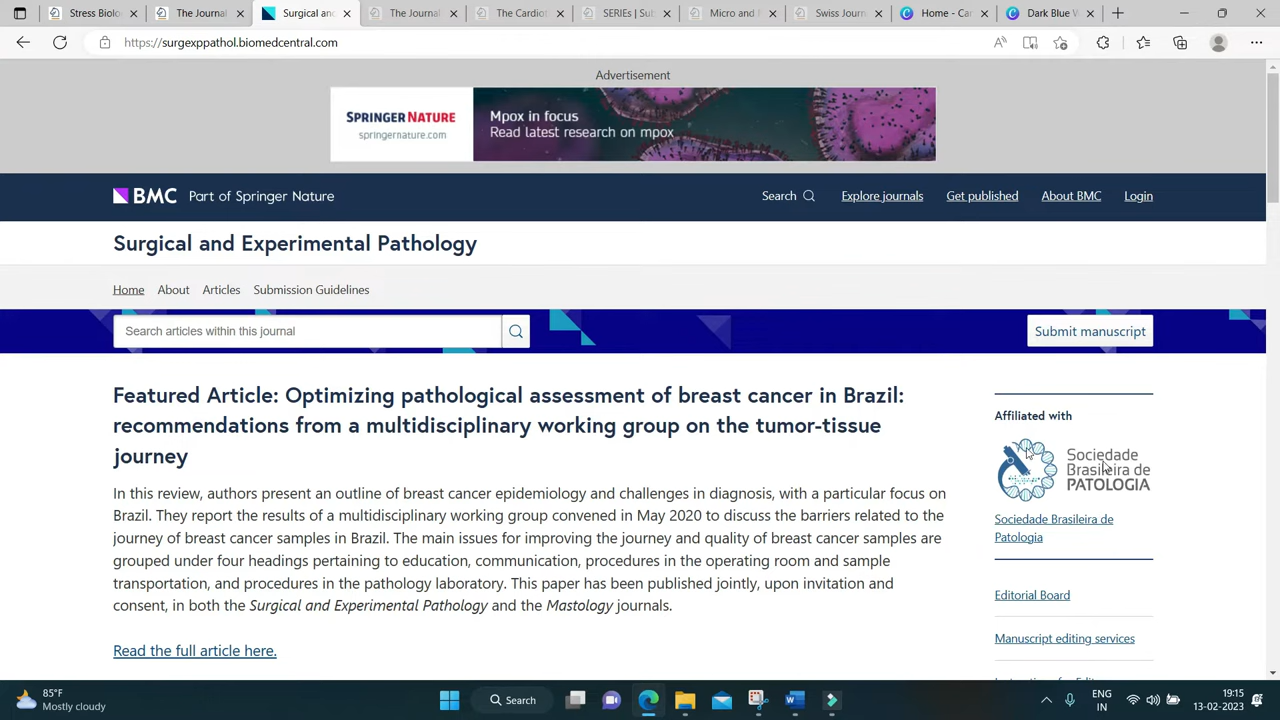 Stress Biolo
The Journal
Surgical an
The Journal
The Cardiot
SERIEs | Su
Micro and
Swiss Journ
Home - Ca
Dark Blue
https://surgexppathol.biomedcentral.com
Advertisement
SPRINGER NATURE
springernature.com
Mpox in focus
Read latest research on mpox
BMC Part of Springer Nature
Search Explore journals Get published About BMC Login
Surgical and Experimental Pathology
Home About Articles Submission Guidelines
Search articles within this journal
Submit manuscript
Featured Article: Optimizing pathological assessment of breast cancer in Brazil:
recommendations from a multidisciplinary working group on the tumor-tissue
journey
In this review, authors present an outline of breast cancer epidemiology and challenges in diagnosis, with a particular focus on
Brazil. They report the results of a multidisciplinary working group convened in May 2020 to discuss the barriers related to the
journey of breast cancer samples in Brazil. The main issues for improving the journey and quality of breast cancer samples are
grouped under four headings pertaining to education, communication, procedures in the operating room and sample
transportation, and procedures in the pathology laboratory. This paper has been published jointly, upon invitation and
consent, in both the Surgical and Experimental Pathology and the Mastology journals.
Read the full article here.
Affiliated with
Sociedade
Brasileira de
PATOLOGIA
Sociedade Brasileira de
Patologia
Editorial Board
Manuscript editing services
85°F
Mostly cloudy
Search
ENG
IN
19:15
13-02-2023